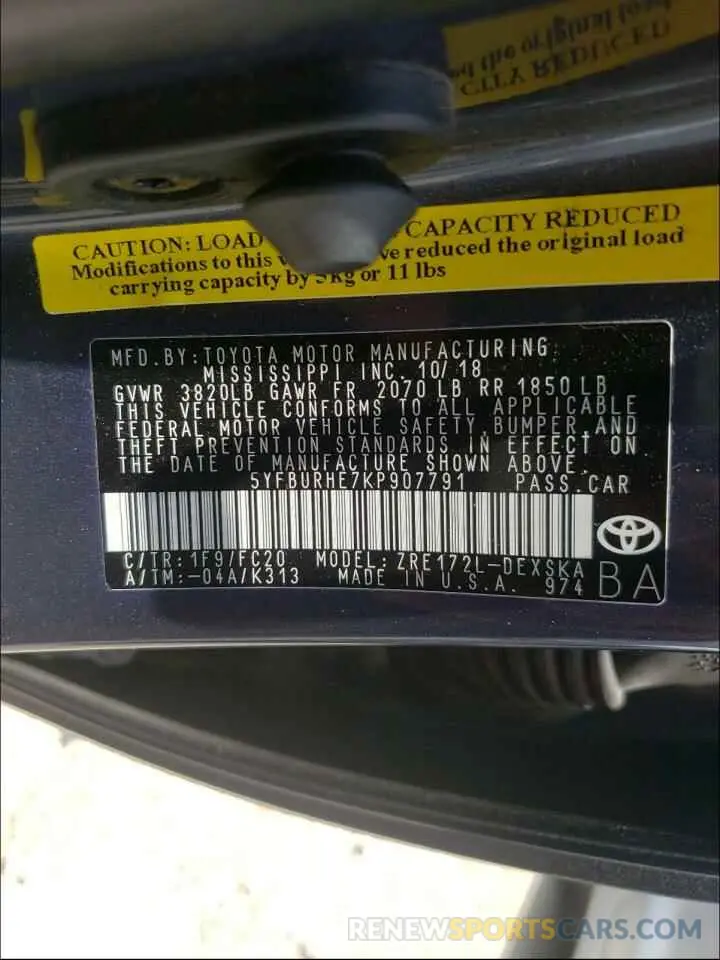 the original load
CITY REDUCED
CAUTION: LOAD CAPACITY REDUCED
Modifications to this ve reduced the original load
carrying capacity by kg or 11 lbs
MFD. BY: TOYOTA MOTOR MANUFACTURING
MISSISSIPPI INC. 10/18
GVWR 3820LB GAWR FR 2070 LB RR 1850 LB
THIS VEHICLE CONFORMS TO ALL APPLICABLE
FEDERAL MOTOR VEHICLE SAFETY, BUMPER, AND
THEFT PREVENTION STANDARDS IN EFFECT ON
THE DATE OF MANUFACTURE SHOWN ABOVE.
5YFBURHE7KP907791 PASS.CAR
C/TR: 1F9/FC20 MODEL: ZRE172L-DEXSKA
A/TM: -04A/K313 MADE IN U.S.A. 974 BA
RENEWSPORTSCARS.COM